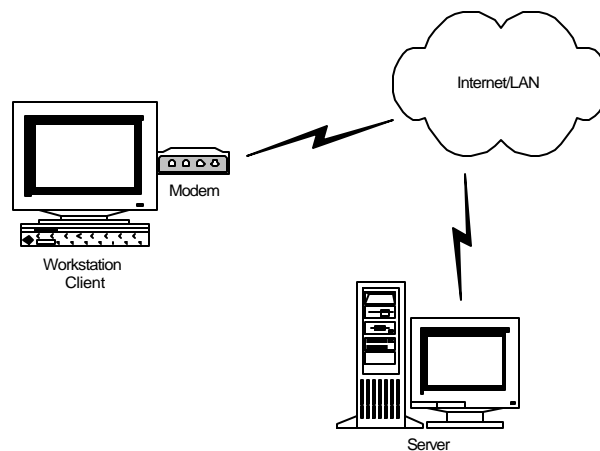 Internet/LAN
Modem
Workstation
Client
Server